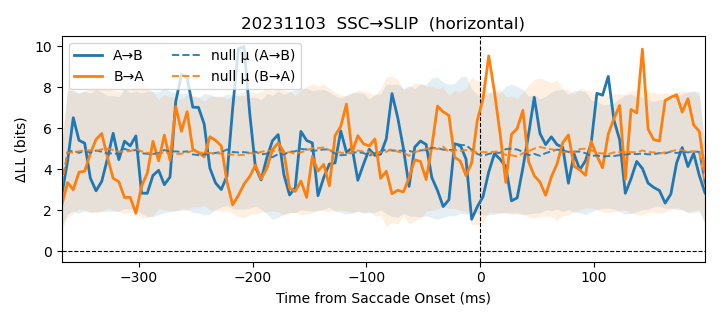 20231103  SSC→SLIP  (horizontal)
10
8
6
4
2
0
ΔLL (bits)
A→B
B→A
null μ (A→B)
null μ (B→A)
−300
−200
−100
0
100
Time from Saccade Onset (ms)